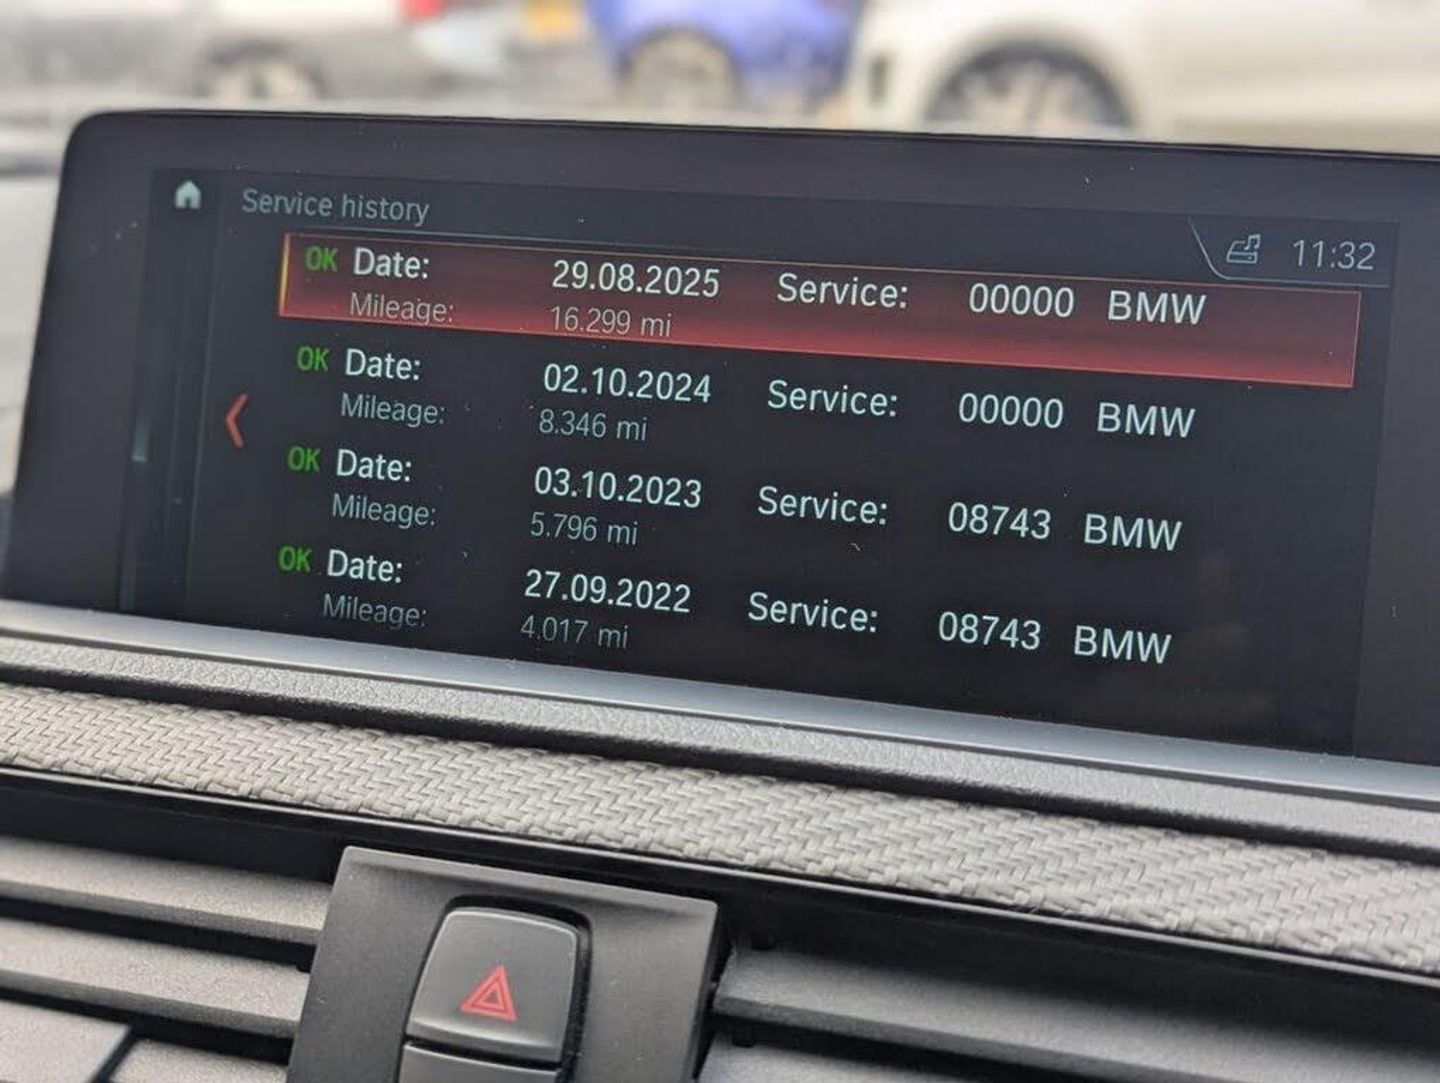 Service history
11:32
OK Date: 29.08.2025 Service: 00000 BMW
Mileage: 16.299 mi
OK Date: 02.10.2024 Service: 00000 BMW
Mileage: 8.346 mi
OK Date: 03.10.2023 Service: 08743 BMW
Mileage: 5.796 mi
OK Date: 27.09.2022 Service: 08743 BMW
Mileage: 4.017 mi